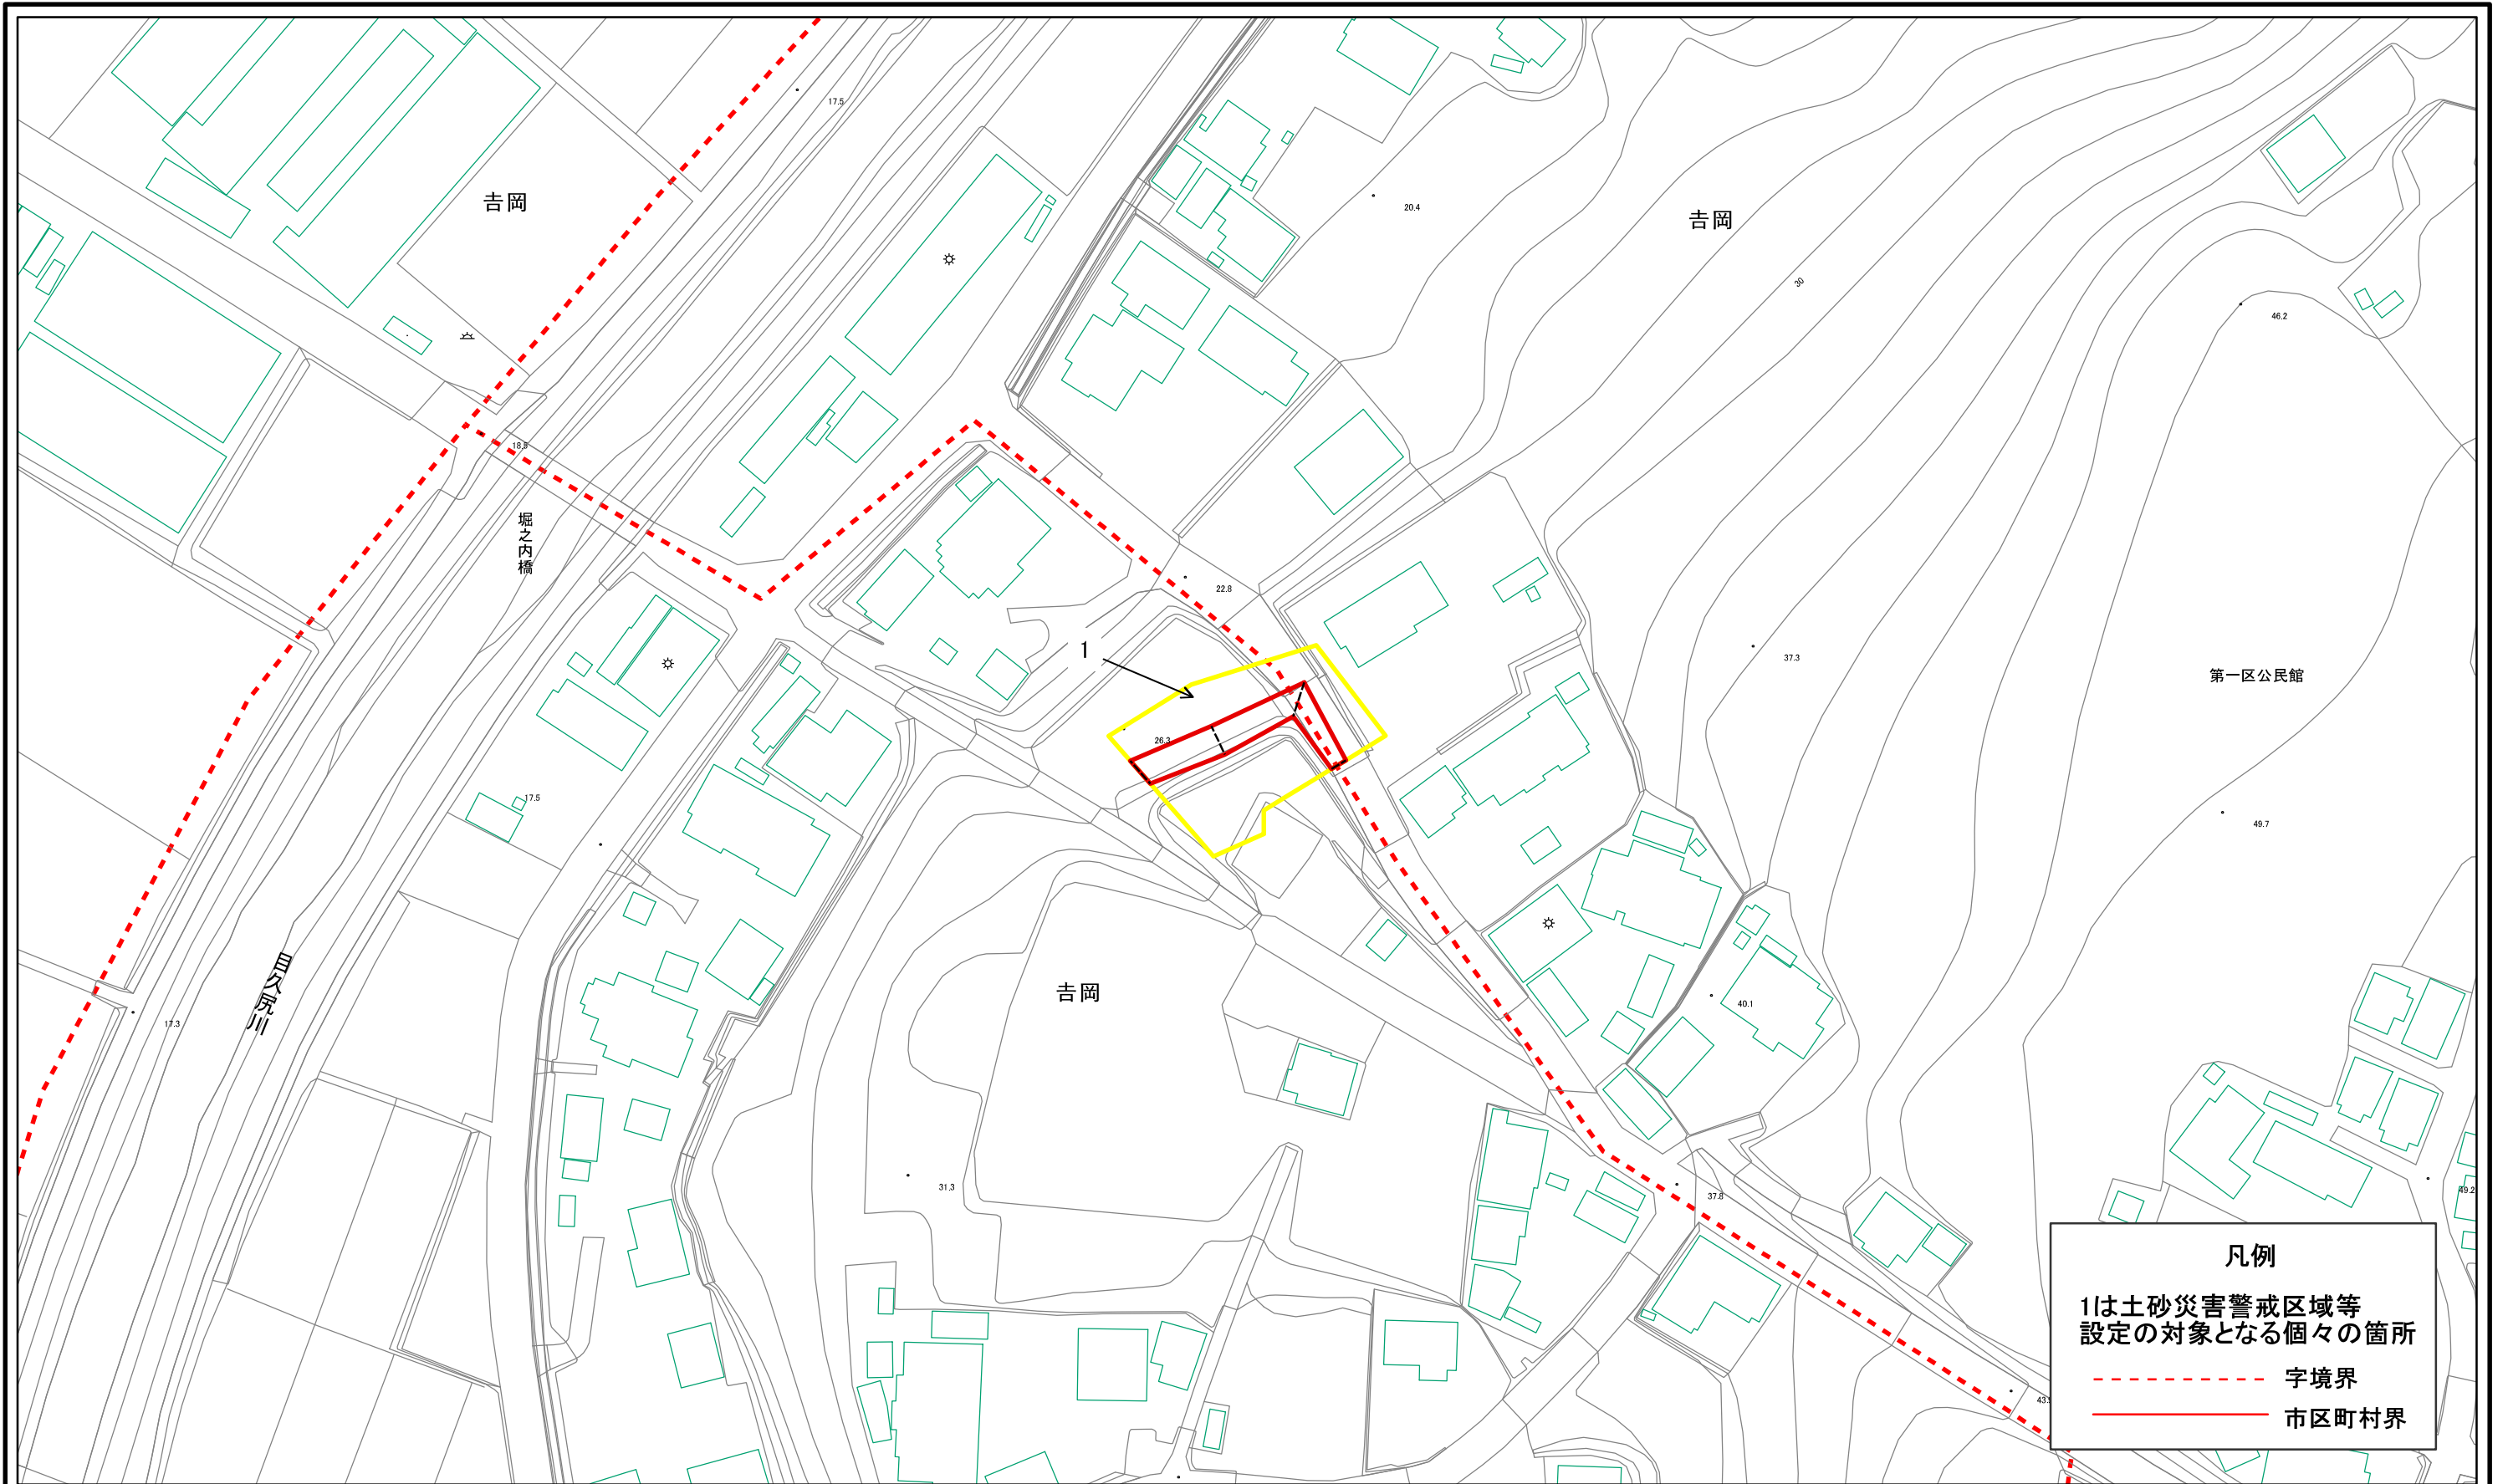 17.5
吉岡
20.4
吉岡
30
46.2
18.5
堀之内橋
22.8
1
37.3
第一区公民館
26.3
17.5
49.7
目久尻川
17.3
吉岡
40.1
31.3
37.8
49.2
凡例
1は土砂災害警戒区域等
設定の対象となる個々の箇所
字境界
市区町村界